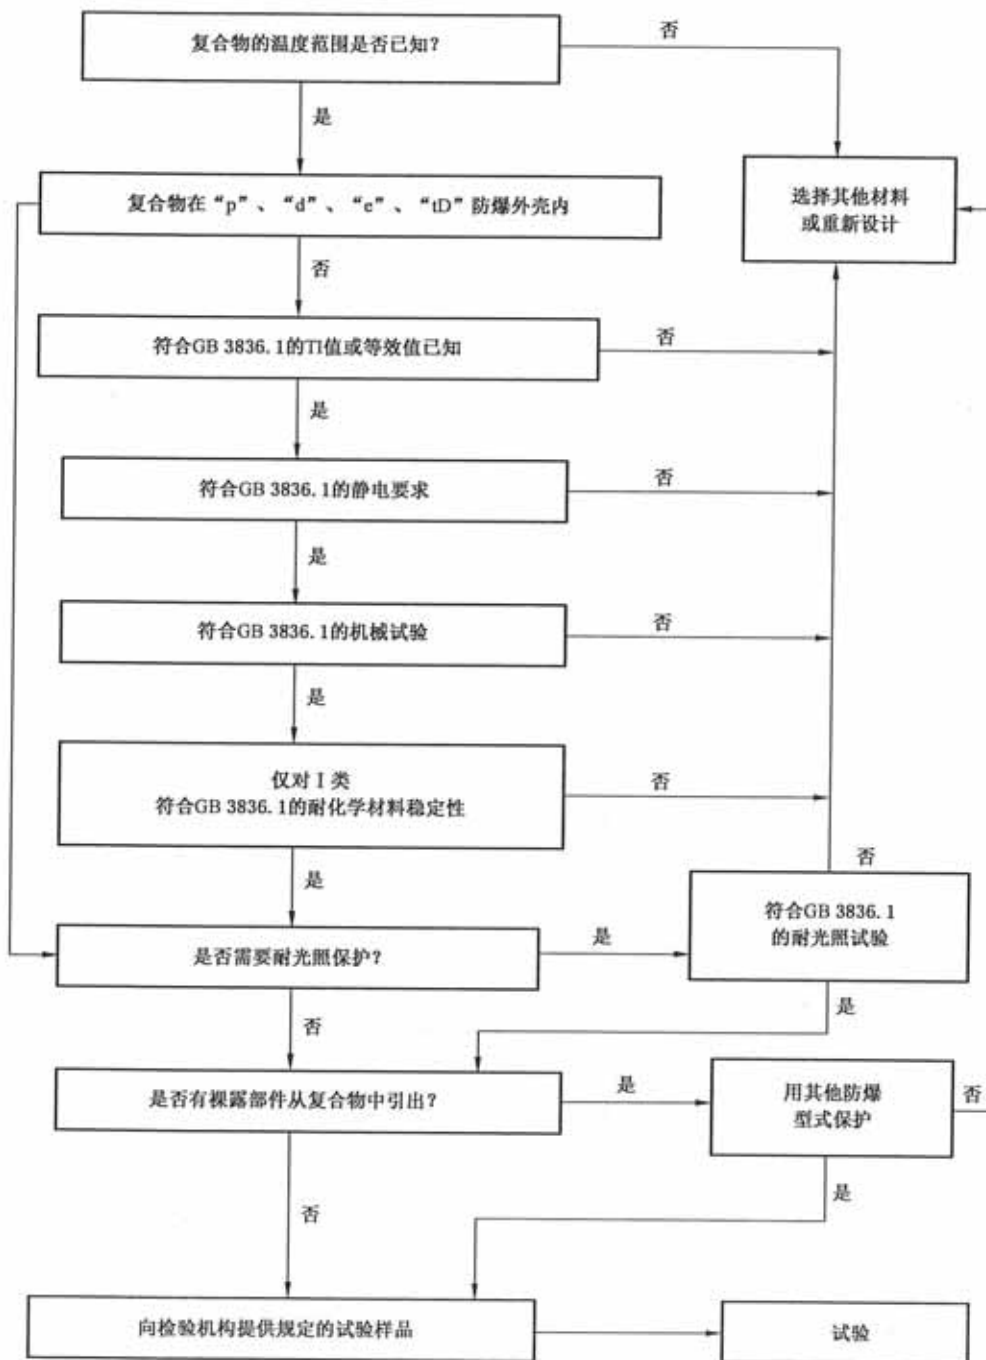 复合物的温度范围是否已知?
否
是
复合物在“p”、“d”、“e”、“tD”防爆外壳内
选择其他材料
或重新设计
否
符合GB 3836.1的TI值或等效值已知
否
是
符合GB 3836.1的静电要求
否
是
符合GB 3836.1的机械试验
否
是
仅对Ⅰ类
符合GB 3836.1的耐化学材料稳定性
否
是
否
符合GB 3836.1
的耐光照试验
是否需要耐光照保护?
是
否
是
是否有裸露部件从复合物中引出?
是
用其他防爆
型式保护
否
否
是
向检验机构提供规定的试验样品
试验